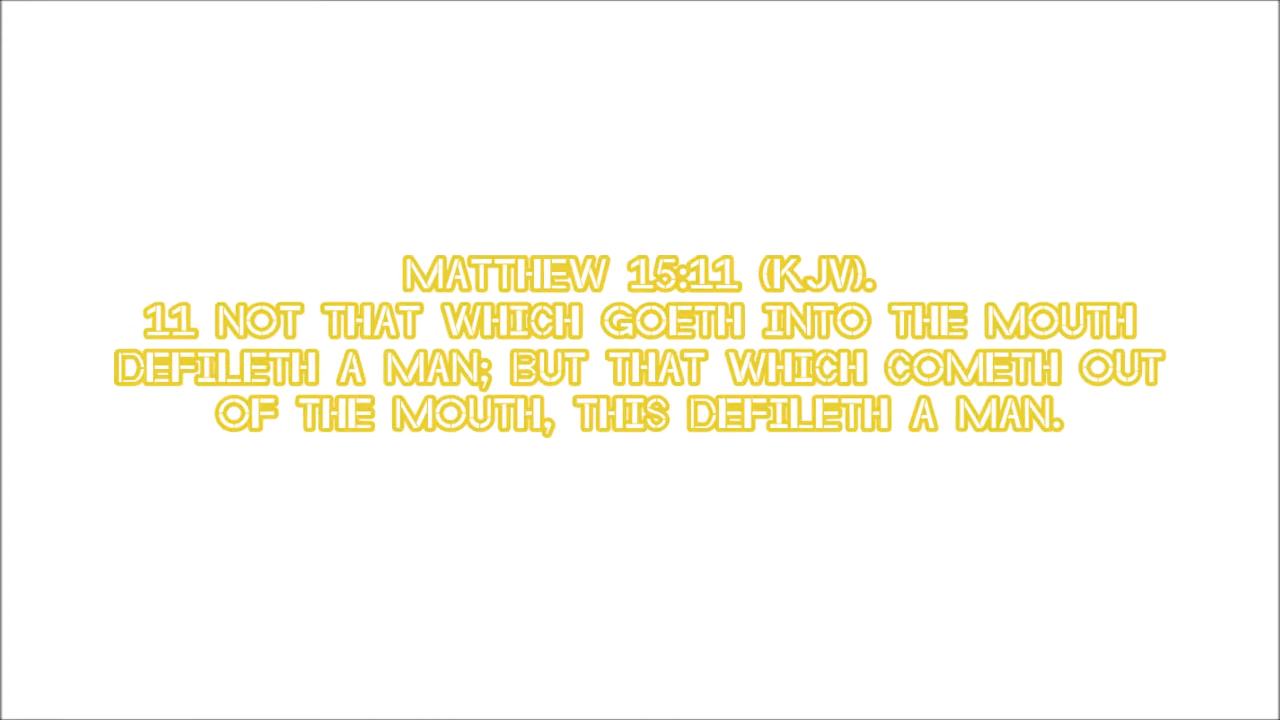 MATTHEW 15:11 (KJV).
11 NOT THAT WHICH GOETH INTO THE MOUTH
DEFILETH A MAN; BUT THAT WHICH COMETH OUT
OF THE MOUTH, THIS DEFILETH A MAN.